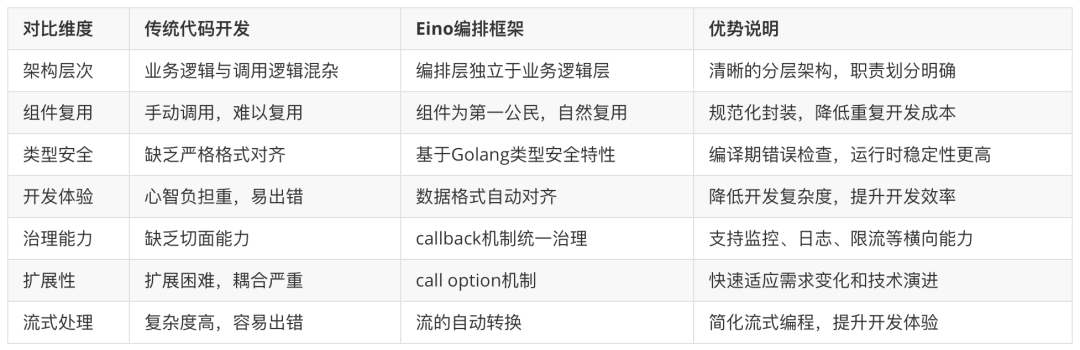 对比维度 传统代码开发 Eino编排框架 优势说明
架构层次 业务逻辑与调用逻辑混杂 编排层独立于业务逻辑层 清晰的分层架构，职责划分明确
组件复用 手动调用，难以复用 组件为第一公民，自然复用 规范化封装，降低重复开发成本
类型安全 缺乏严格格式对齐 基于Golang类型安全特性 编译期错误检查，运行时稳定性更高
开发体验 心智负担重，易出错 数据格式自动对齐 降低开发复杂度，提升开发效率
治理能力 缺乏切面能力 callback机制统一治理 支持监控、日志、限流等横向能力
扩展性 扩展困难，耦合严重 call option机制 快速适应需求变化和技术演进
流式处理 复杂度高，容易出错 流的自动转换 简化流式编程，提升开发体验